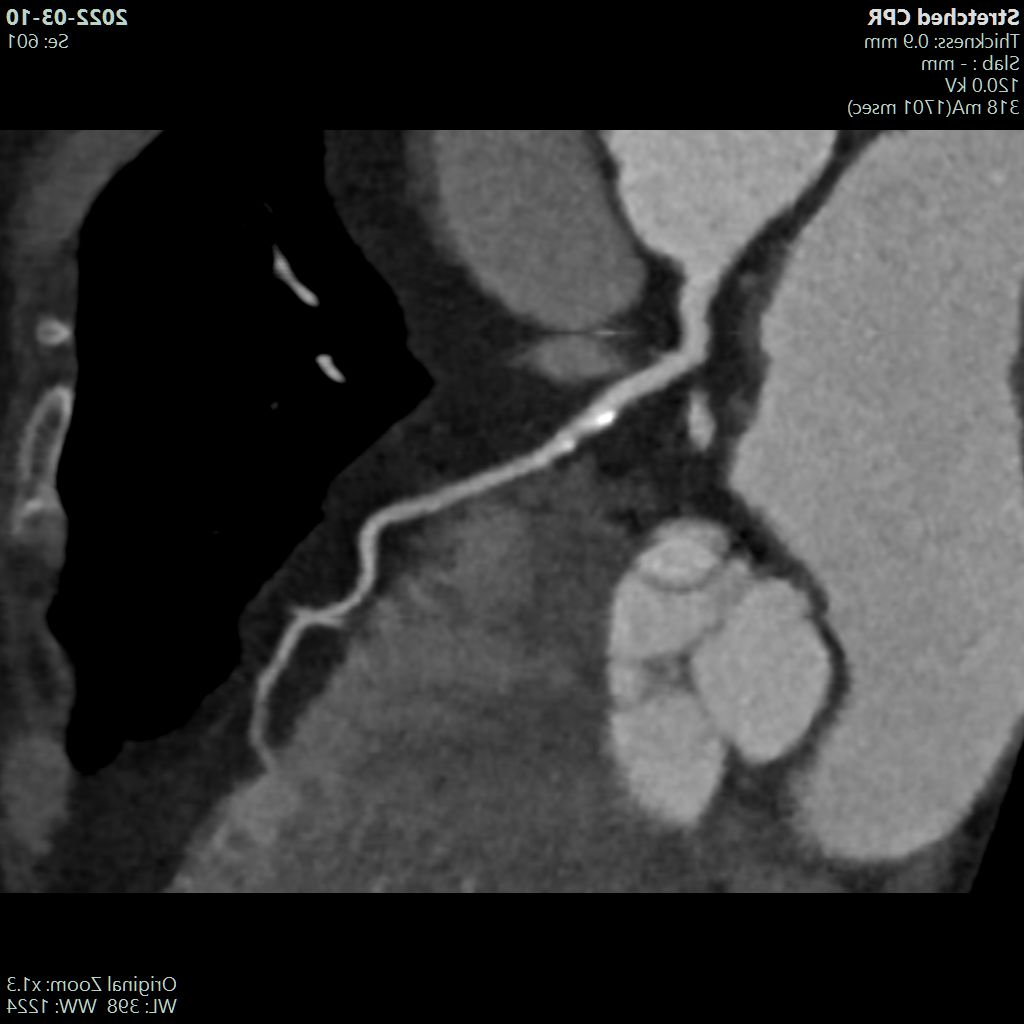 Stretched CPR
Thickness: 0.9 mm
Slab : - mm
120.0 kV
318 mA(1701 msec)
2022-03-10
Se: 601
Original Zoom: x1.3
WL: 398 WW: 1224